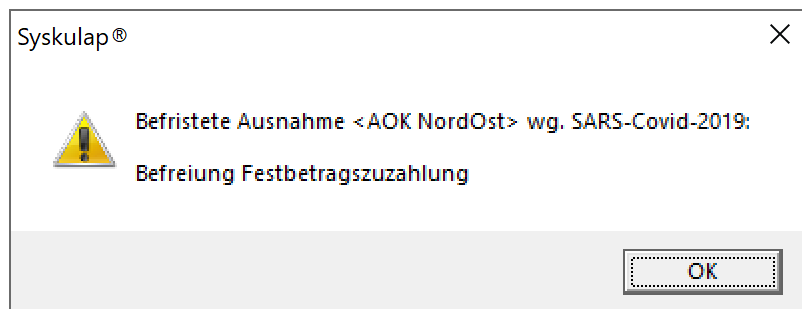 Syskulap®
Befristete Ausnahme <AOK NordOst> wg. SARS-Covid-2019:
Befreiung Festbetragszuzahlung
OK